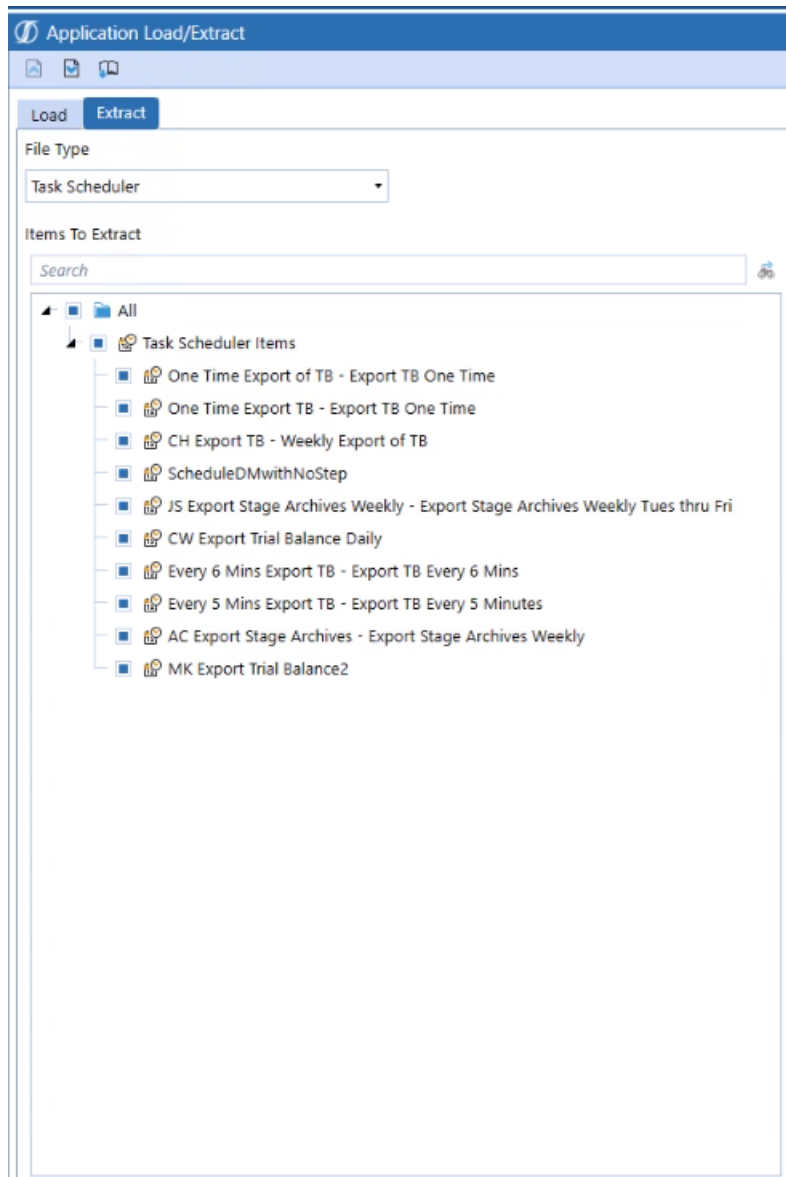 Application Load/Extract
Load
Extract
File Type
Task Scheduler
Items To Extract
Search
All
Task Scheduler Items
One Time Export of TB - Export TB One Time
One Time Export TB - Export TB One Time
CH Export TB - Weekly Export of TB
ScheduleDMwithNoStep
JS Export Stage Archives Weekly - Export Stage Archives Weekly Tues thru Fri
CW Export Trial Balance Daily
Every 6 Mins Export TB - Export TB Every 6 Mins
Every 5 Mins Export TB - Export TB Every 5 Minutes
AC Export Stage Archives - Export Stage Archives Weekly
MK Export Trial Balance2